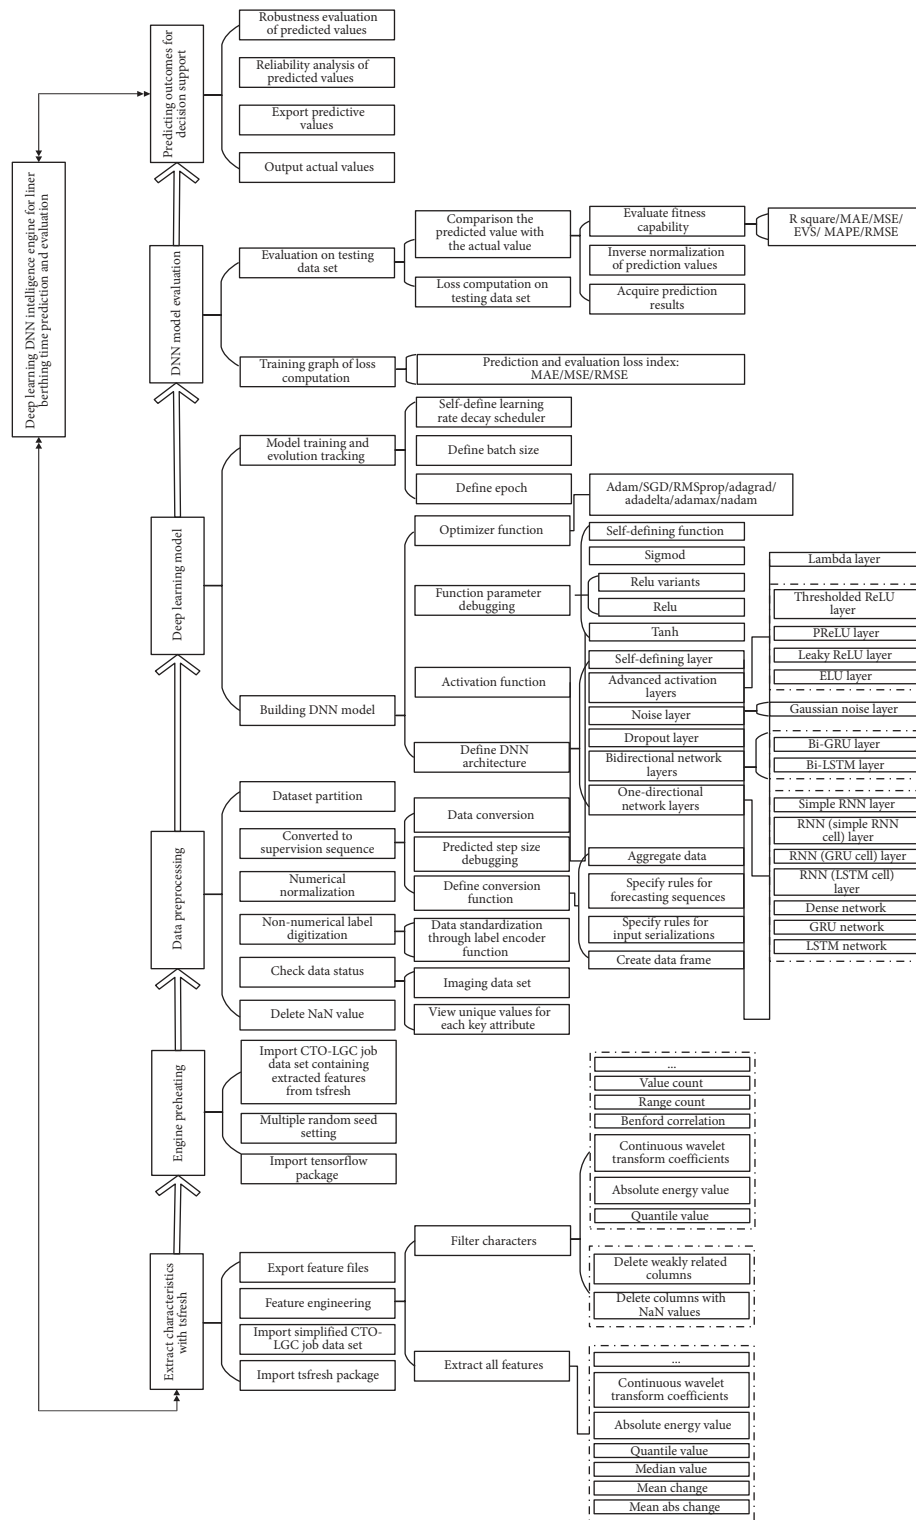 Deep learning DNN intelligence engine for liner
berthing time prediction and evaluation
Predicting outcomes for
decision support
Robustness evaluation
of predicted values
Reliability analysis of
predicted values
Export predictive
values
Output actual values
DNN model evaluation
Evaluation on testing
data set
Comparison the
predicted value with
the actual value
Evaluate fitness
capability
R square/MAE/MSE/
EVS/ MAPE/RMSE
Inverse normalization
of prediction values
Acquire prediction
results
Loss computation on
testing data set
Training graph of loss
computation
Prediction and evaluation loss index:
MAE/MSE/RMSE
Deep learning model
Model training and
evolution tracking
Self-define learning
rate decay scheduler
Define batch size
Define epoch
Building DNN model
Optimizer function
Adam/SGD/RMSprop/adagrad/
adadelta/adamax/nadam
Function parameter
debugging
Self-defining function
Sigmod
Relu variants
Relu
Tanh
Activation function
Define DNN
architecture
Self-defining layer
Advanced activation
layers
Noise layer
Dropout layer
Bidirectional network
layers
One-directional
network layers
Lambda layer
Thresholded ReLU
layer
PReLU layer
Leaky ReLU layer
ELU layer
Gaussian noise layer
Bi-GRU layer
Bi-LSTM layer
Simple RNN layer
RNN (simple RNN
cell) layer
RNN (GRU cell) layer
RNN (LSTM cell)
layer
Dense network
GRU network
LSTM network
Data preprocessing
Dataset partition
Converted to
supervision sequence
Data conversion
Predicted step size
debugging
Define conversion
function
Aggregate data
Specify rules for
forecasting sequences
Specify rules for
input serializations
Create data frame
Numerical
normalization
Non-numerical label
digitization
Data standardization
through label encoder
function
Check data status
Imaging data set
View unique values for
each key attribute
Delete NaN value
Engine preheating
Import CTO-LGC job
data set containing
extracted features
from tsfresh
Multiple random seed
setting
Import tensorflow
package
Extract characteristics
with tsfresh
Export feature files
Feature engineering
Import simplified CTO-
LGC job data set
Import tsfresh package
Filter characters
...
Value count
Range count
Benford correlation
Continuous wavelet
transform coefficients
Absolute energy value
Quantile value
Delete weakly related
columns
Delete columns with
NaN values
Extract all features
...
Continuous wavelet
transform coefficients
Absolute energy value
Quantile value
Median value
Mean change
Mean abs change